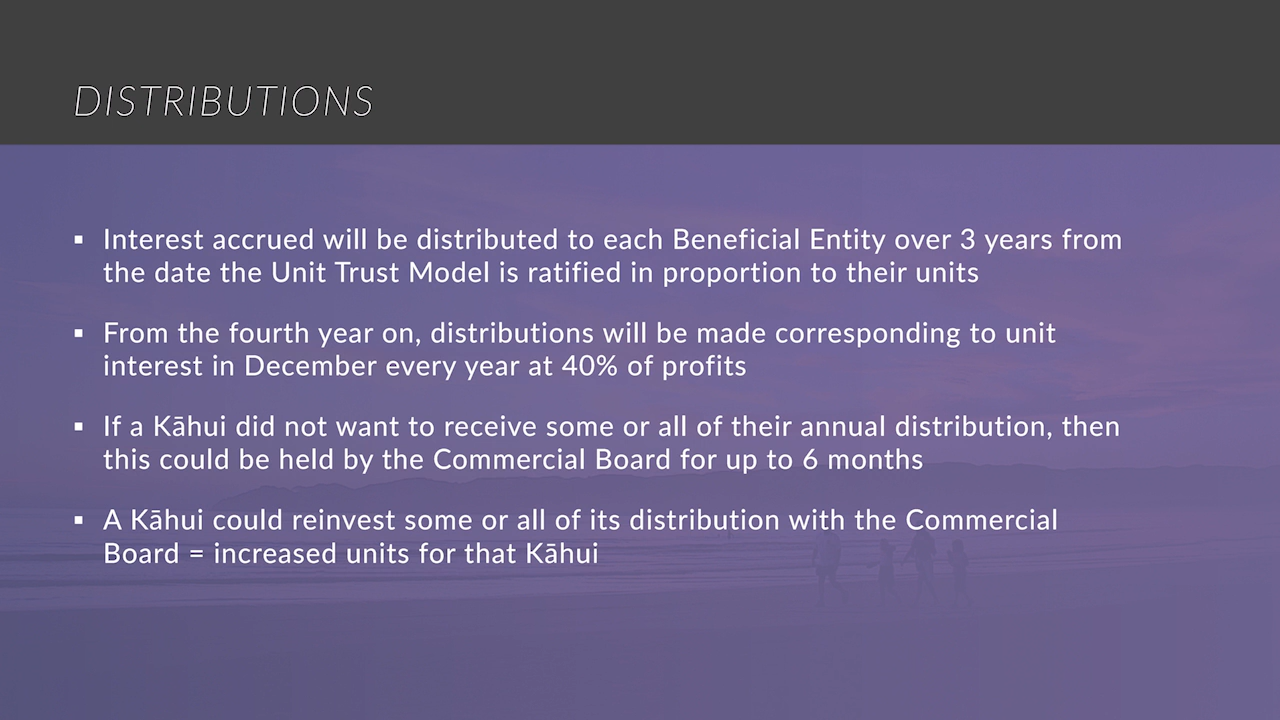 DISTRIBUTIONS
▪ Interest accrued will be distributed to each Beneficial Entity over 3 years from
the date the Unit Trust Model is ratified in proportion to their units
▪ From the fourth year on, distributions will be made corresponding to unit
interest in December every year at 40% of profits
▪ If a Kāhui did not want to receive some or all of their annual distribution, then
this could be held by the Commercial Board for up to 6 months
▪ A Kāhui could reinvest some or all of its distribution with the Commercial
Board = increased units for that Kāhui